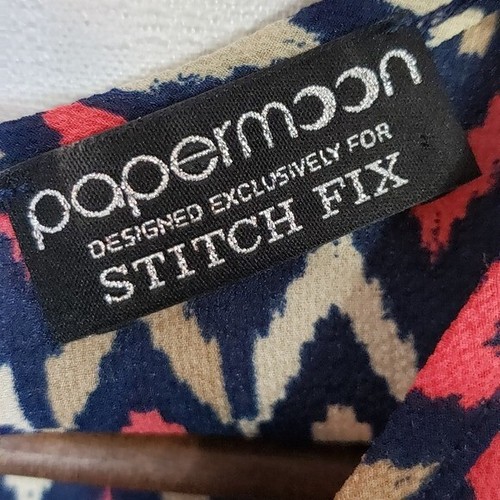 papermoon
DESIGNED EXCLUSIVELY FOR
STITCH FIX